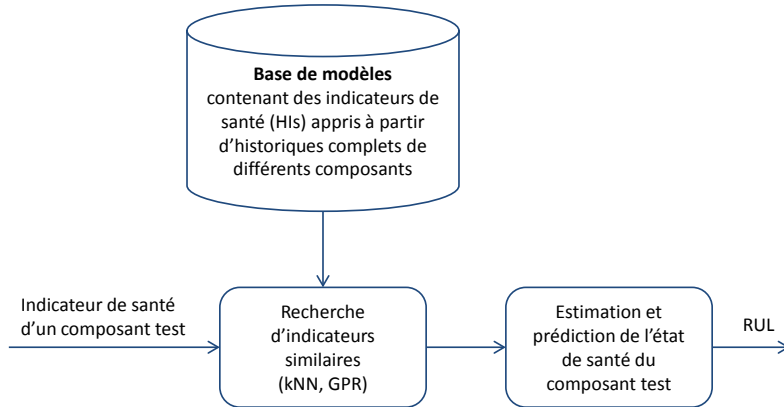 Base de modèles
contenant des indicateurs de
santé (HIs) appris à partir
d'historiques complets de
différents composants
Indicateur de santé
d'un composant test
Recherche
d'indicateurs
similaires
(kNN, GPR)
Estimation et
prédiction de l'état
de santé du
composant test
RUL